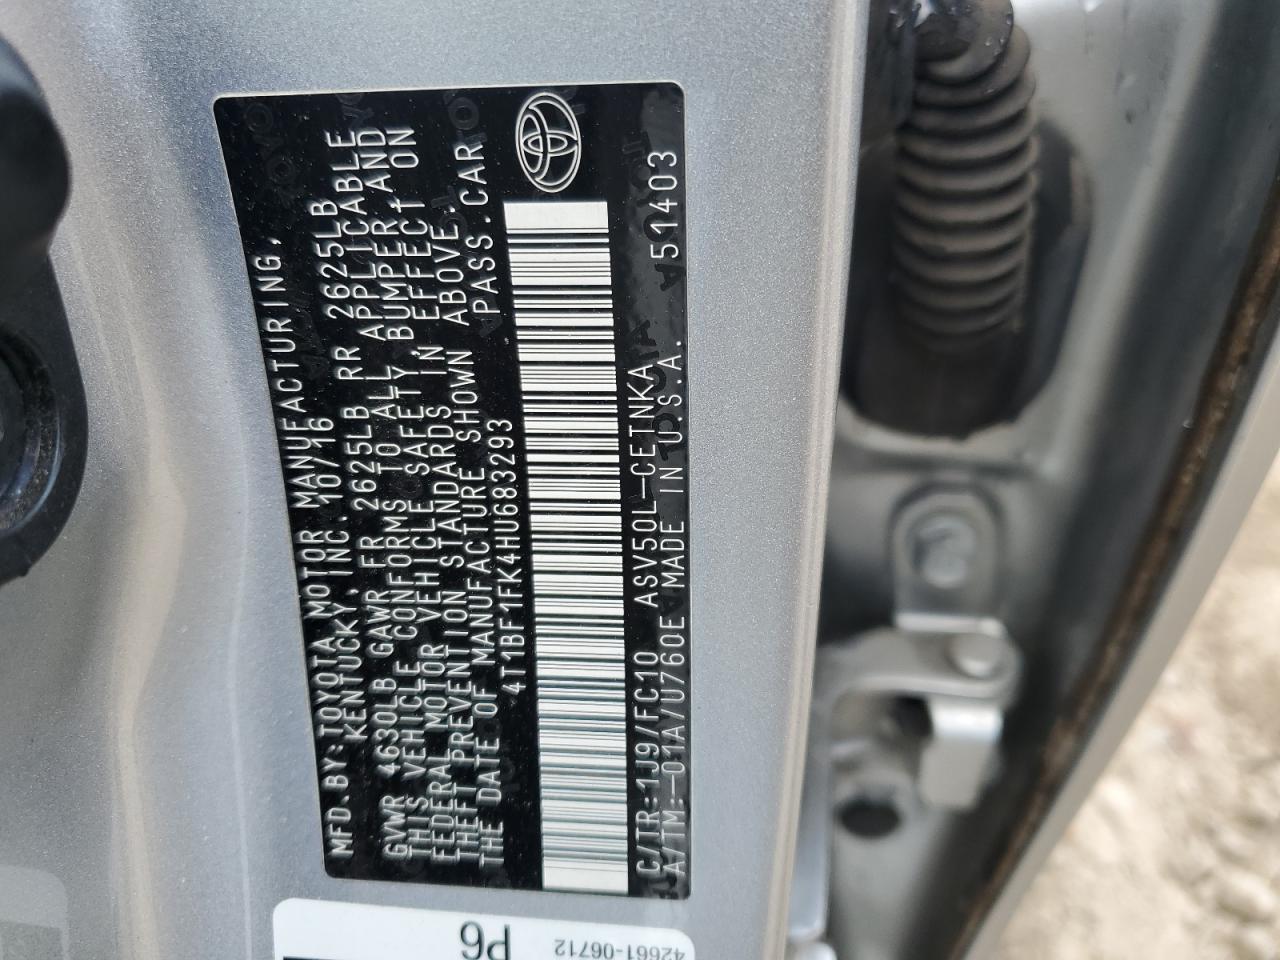 MFD.BY:TOYOTA MOTOR MANUFACTURING,
KENTUCKY, INC. 10/16
GVWR 4630LB GAWR FR 2625LB RR 2625LB
THIS VEHICLE CONFORMS TO ALL APPLICABLE
FEDERAL MOTOR VEHICLE SAFETY, BUMPER, AND
THEFT PREVENTION STANDARDS IN EFFECT ON
THE DATE OF MANUFACTURE SHOWN ABOVE.
4T1BF1FK4HU683293 PASS.CAR
C/TR:1J9/FC10 ASV50L-CETNKA
A/TM:-01A/U760E MADE IN U.S.A. 51403
P6
42661-06712